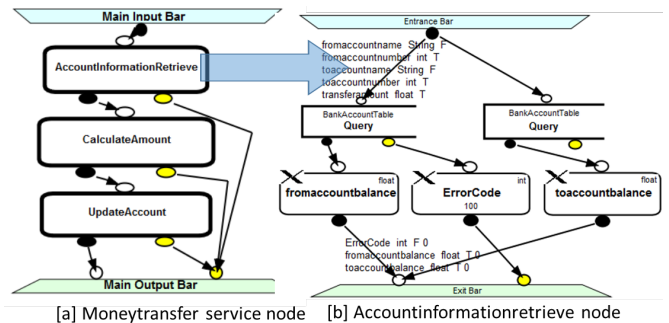 Main Input Bar
AccountInformationRetrieve
CalculateAmount
UpdateAccount
Main Output Bar
[a] Moneytransfer service node
Entrance Bar
fromaccountname String F
fromaccountnumber int T
toaccountname String F
toaccountnumber int T
transferamount float T
BankAccountTable
Query
BankAccountTable
Query
float
fromaccountbalance
int
ErrorCode
100
float
toaccountbalance
ErrorCode int F 0
fromaccountbalance float T 0
toaccountbalance float T 0
Exit Bar
[b] Accountinformationretrieve node